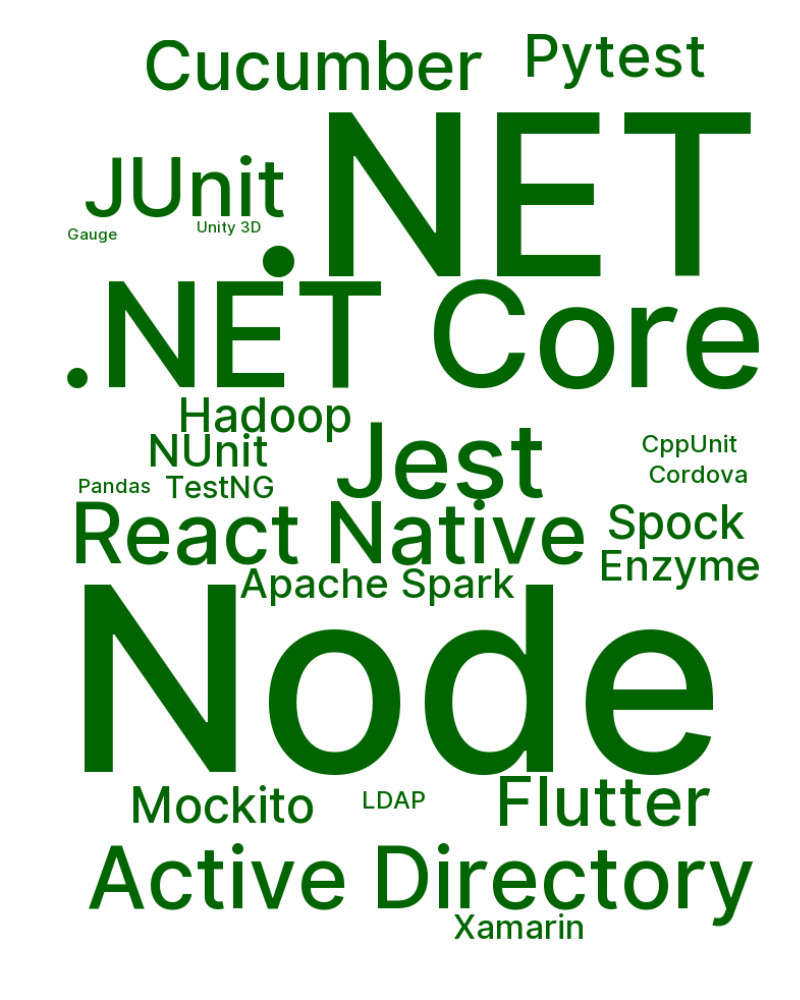 Cucumber
Pytest
.NET
JUnit
Gauge
Unity 3D
.NET Core
Hadoop
NUnit
Jest
CppUnit
Cordova
Pandas
TestNG
React Native
Spock
Enzyme
Apache Spark
Node
Mockito
LDAP
Flutter
Active Directory
Xamarin